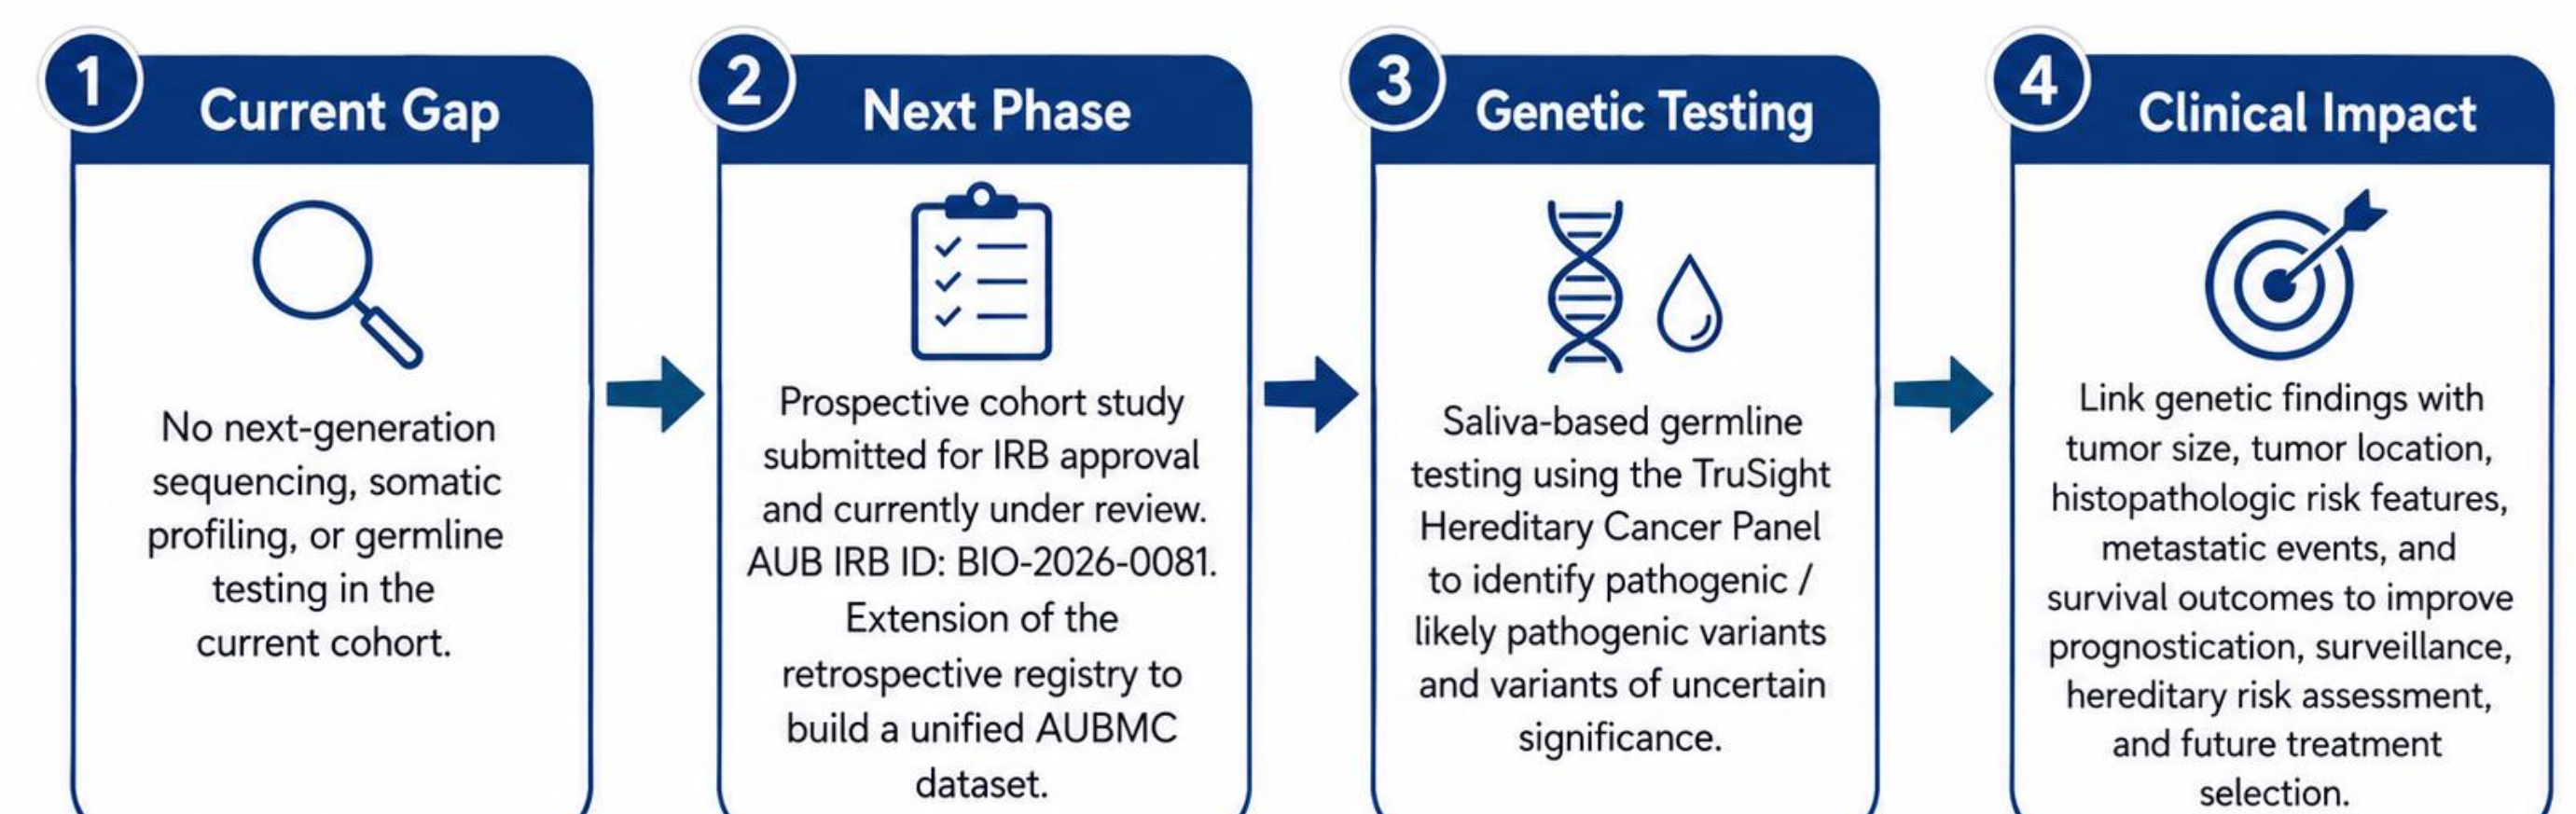 1
Current Gap
No next-generation
sequencing, somatic
profiling, or germline
testing in the
current cohort.
2
Next Phase
Prospective cohort study
submitted for IRB approval
and currently under review.
AUB IRB ID: BIO-2026-0081.
Extension of the
retrospective registry to
build a unified AUBMC
dataset.
3
Genetic Testing
Saliva-based germline
testing using the TruSight
Hereditary Cancer Panel
to identify pathogenic /
likely pathogenic variants
and variants of uncertain
significance.
4
Clinical Impact
Link genetic findings with
tumor size, tumor location,
histopathologic risk features,
metastatic events, and
survival outcomes to improve
prognostication, surveillance,
hereditary risk assessment,
and future treatment
selection.